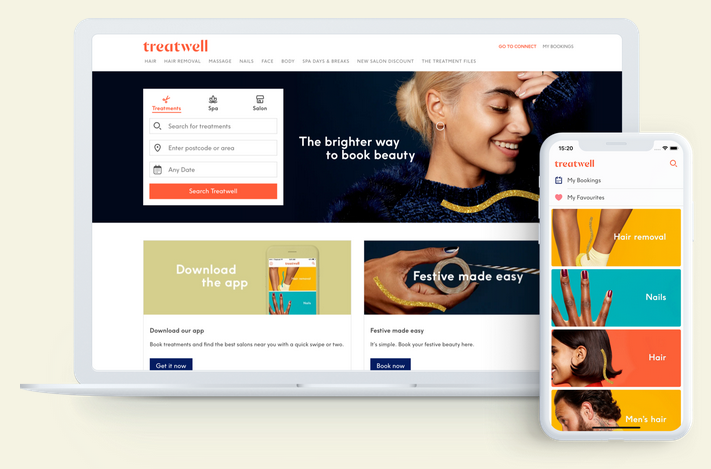 treatwell
GO TO CONNECT MY BOOKINGS
HAIR HAIR REMOVAL MASSAGE NAILS FACE BODY SPA DAYS & BREAKS NEW SALON DISCOUNT THE TREATMENT FILES
Treatments Spa Salon
Search for treatments
Enter postcode or area
Any Date
Search Treatwell
The brighter way
to book beauty
Download
the app
treatwell
Festive made easy
Download our app
Book treatments and find the best salons near you with a quick swipe or two.
Get it now
Festive made easy
It's simple. Book your festive beauty here.
Book now
15:20
treatwell
My Bookings
My Favourites
Hair removal
Nails
Hair
Men's hair